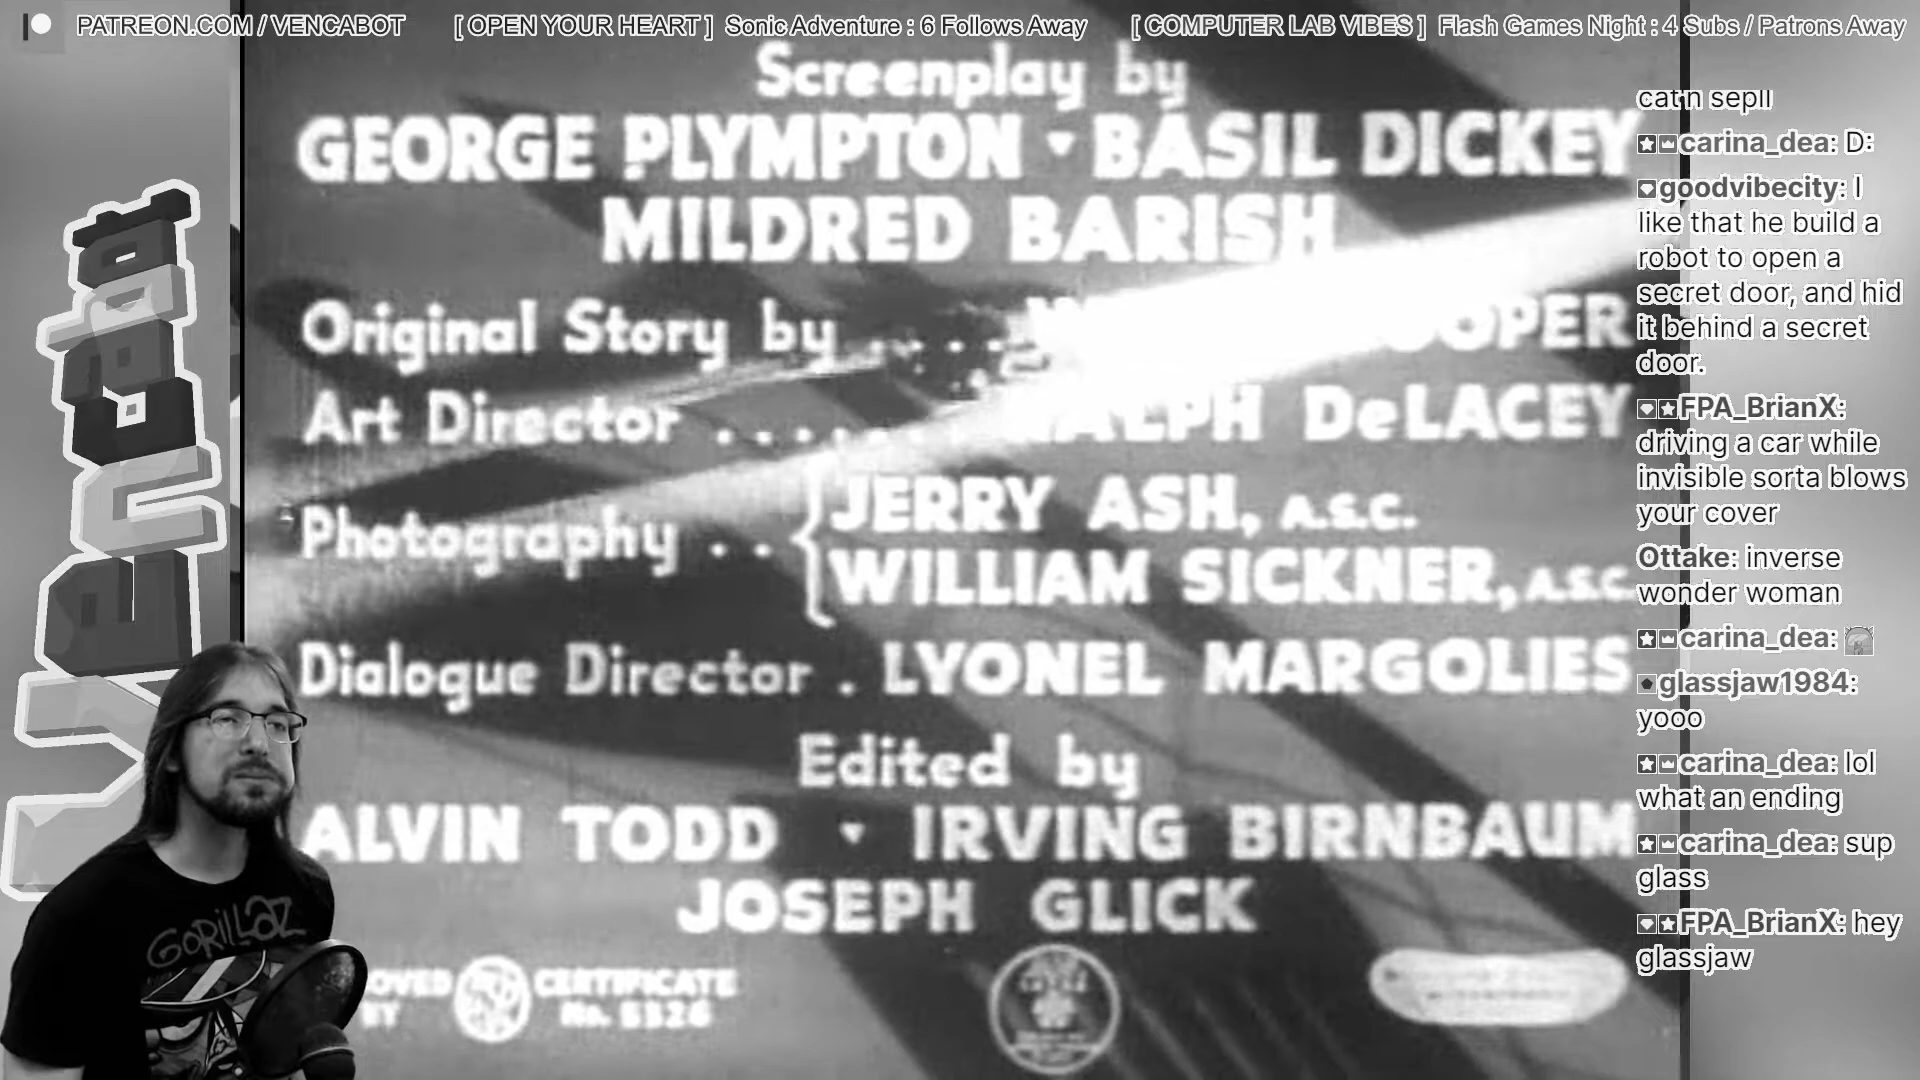 PATREON.COM / VENCABOT [ OPEN YOUR HEART ] Sonic Adventure : 6 Follows Away [ COMPUTER LAB VIBES ] Flash Games Night : 4 Subs / Patrons Away
Vencabot
Screenplay by
GEORGE PLYMPTON · BASIL DICKEY
MILDRED BARISH
Original Story by ....
OOPER
Art Director ......
RALPH DeLACEY
Photography ..
JERRY ASH, A.S.C.
WILLIAM SICKNER, A.S.C.
Dialogue Director . LYONEL MARGOLIES
Edited by
ALVIN TODD · IRVING BIRNBAUM
JOSEPH GLICK
OVED
BY
CERTIFICATE
No. 5326
GORILLAZ
cat'n sepll
carina_dea: D:
goodvibecity: I
like that he build a
robot to open a
secret door, and hid
it behind a secret
door.
FPA_BrianX:
driving a car while
invisible sorta blows
your cover
Ottake: inverse
wonder woman
carina_dea:
glassjaw1984:
yooo
carina_dea: lol
what an ending
carina_dea: sup
glass
FPA_BrianX: hey
glassjaw